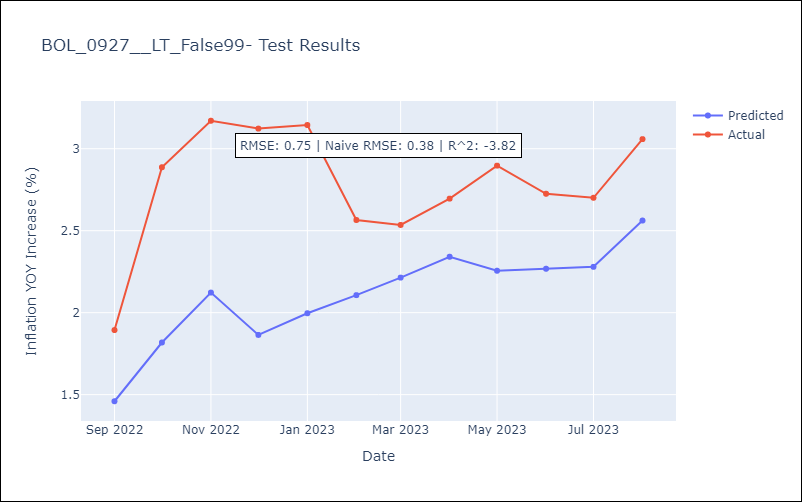 BOL_0927__LT_False99- Test Results
Predicted
Actual
RMSE: 0.75 | Naive RMSE: 0.38 | R^2: -3.82
Inflation YOY Increase (%)
3
2.5
2
1.5
Sep 2022
Nov 2022
Jan 2023
Mar 2023
May 2023
Jul 2023
Date